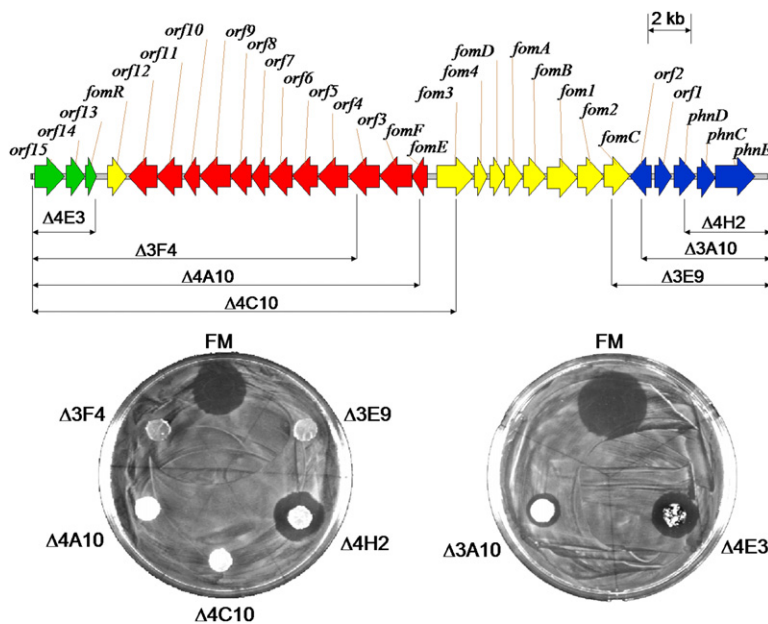 orf15
orf14
orf13
fomR
orf12
orf11
orf10
orf9
orf8
orf7
orf6
orf5
orf4
orf3
fomF
fomE
fom3
fom4
fomD
fomA
fomB
fom1
fom2
fomC
orf2
orf1
phnD
phnC
phnE
2 kb
Δ4E3
Δ4H2
Δ3F4
Δ3A10
Δ4A10
Δ3E9
Δ4C10
FM
Δ3F4
Δ3E9
Δ4A10
Δ4H2
Δ4C10
FM
Δ3A10
Δ4E3